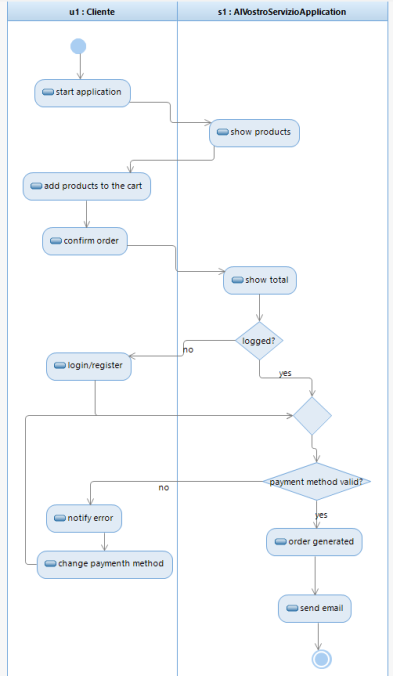 u1 : Cliente
s1 : AlVostroServizioApplication
start application
show products
add products to the cart
confirm order
show total
logged?
no
login/register
yes
payment method valid?
no
yes
notify error
order generated
change paymenth method
send email